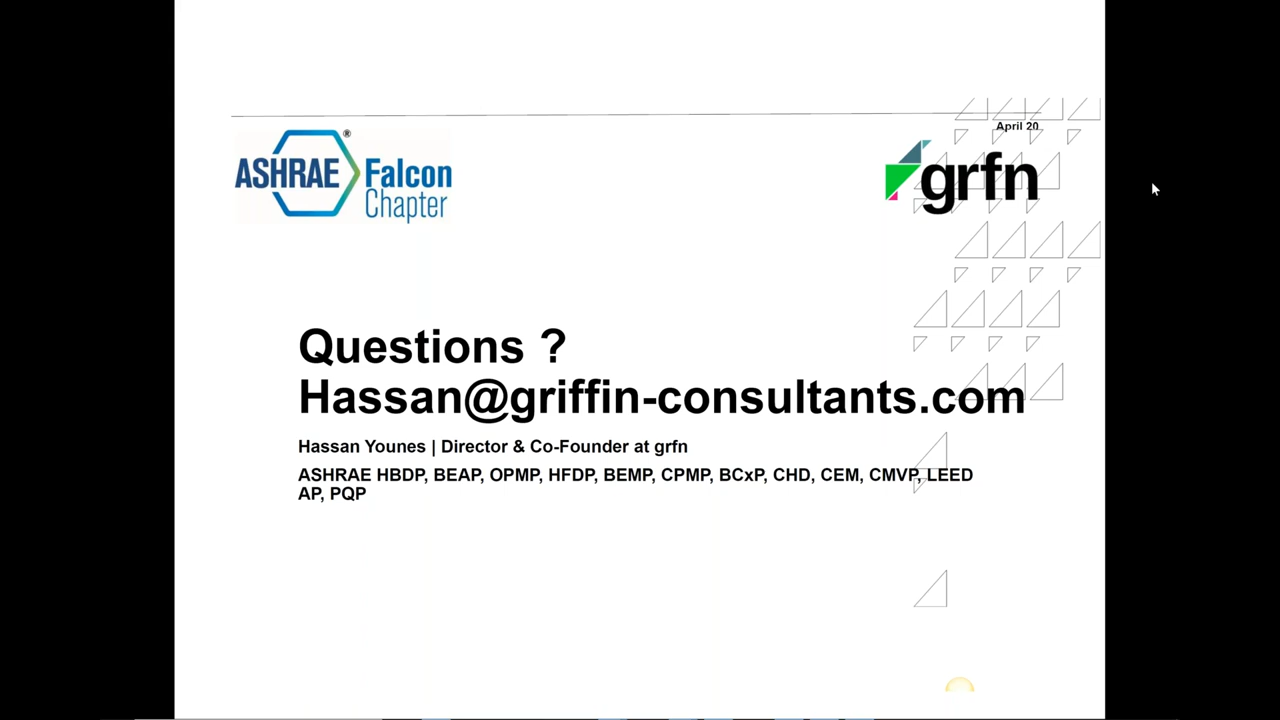 April 20
ASHRAE®
Falcon
Chapter
grfn
Questions ?
Hassan@griffin-consultants.com
Hassan Younes | Director & Co-Founder at grfn
ASHRAE HBDP, BEAP, OPMP, HFDP, BEMP, CPMP, BCxP, CHD, CEM, CMVP, LEED
AP, PQP